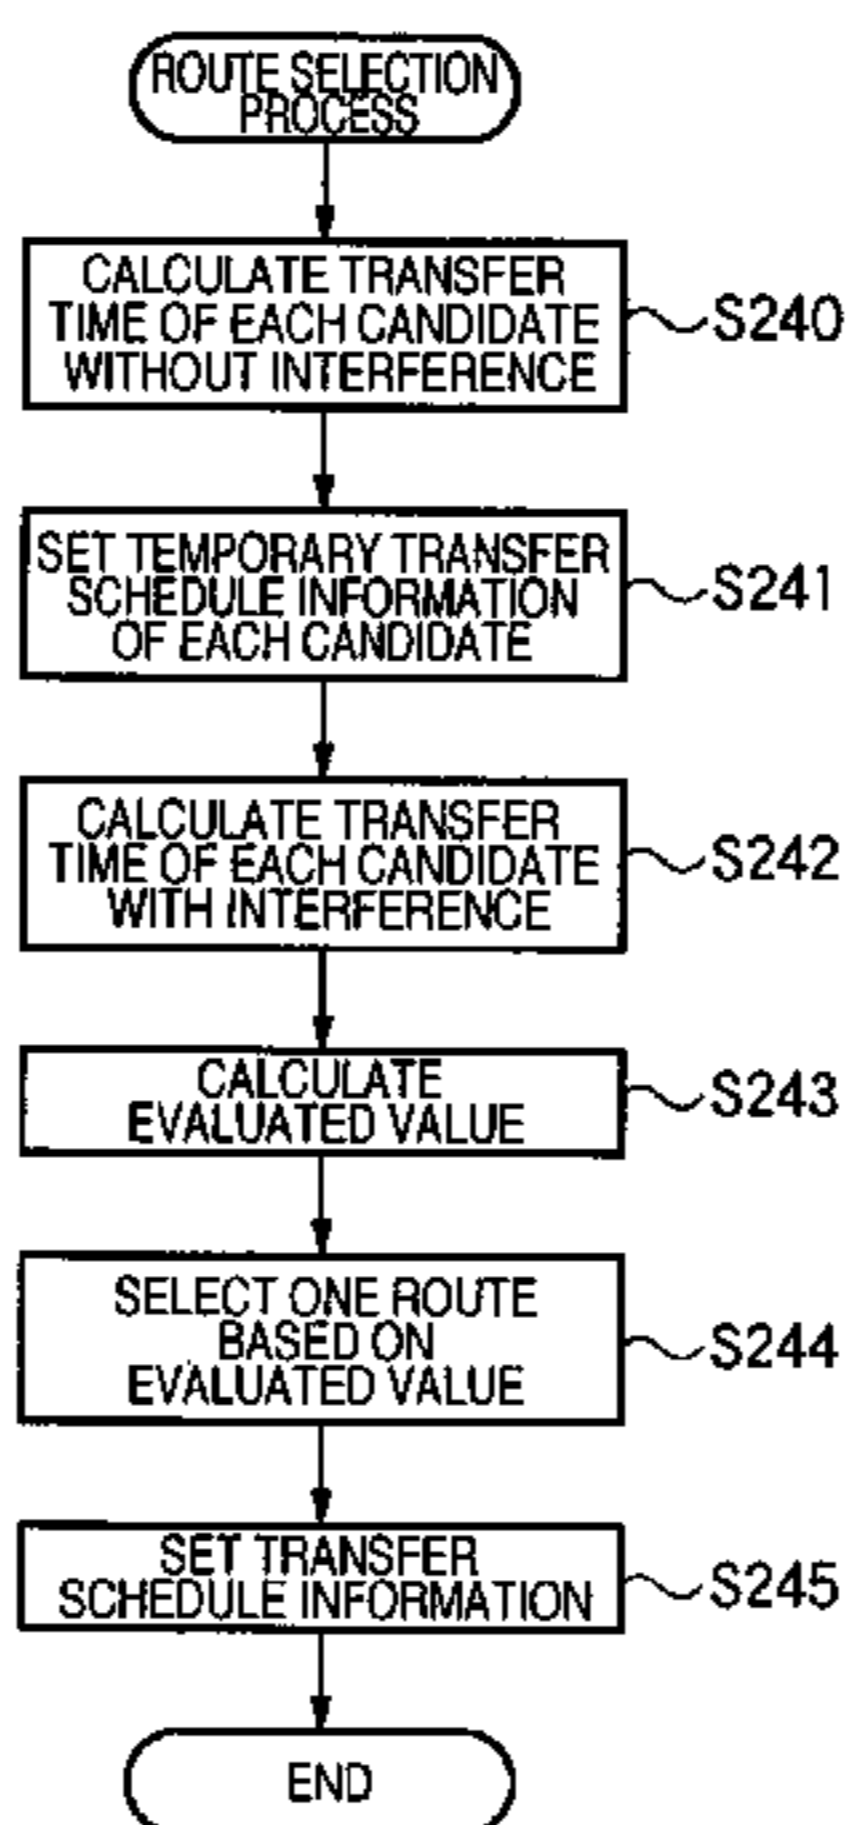 ROUTE SELECTION
PROCESS
CALCULATE TRANSFER
TIME OF EACH CANDIDATE
WITHOUT INTERFERENCE
S240
SET TEMPORARY TRANSFER
SCHEDULE INFORMATION
OF EACH CANDIDATE
S241
CALCULATE TRANSFER
TIME OF EACH CANDIDATE
WITH INTERFERENCE
S242
CALCULATE
EVALUATED VALUE
S243
SELECT ONE ROUTE
BASED ON
EVALUATED VALUE
S244
SET TRANSFER
SCHEDULE INFORMATION
S245
END